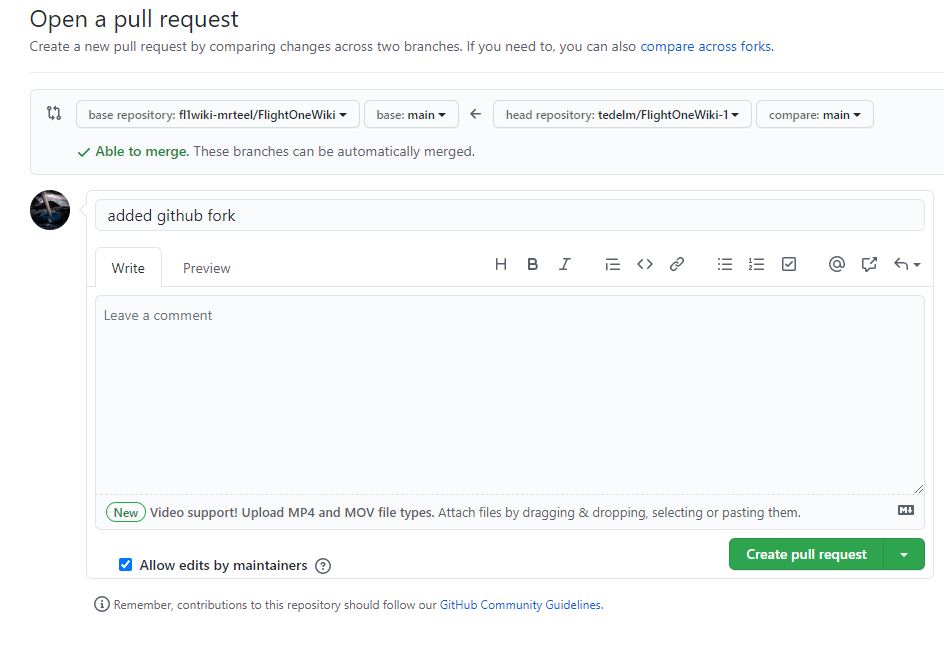 Open a pull request
Create a new pull request by comparing changes across two branches. If you need to, you can also compare across forks.
base repository: fl1wiki-mrteel/FlightOneWiki base: main head repository: tedelm/FlightOneWiki-1 compare: main
Able to merge. These branches can be automatically merged.
added github fork
Write Preview
Leave a comment
New Video support! Upload MP4 and MOV file types. Attach files by dragging & dropping, selecting or pasting them.
Create pull request
Allow edits by maintainers
Remember, contributions to this repository should follow our GitHub Community Guidelines.